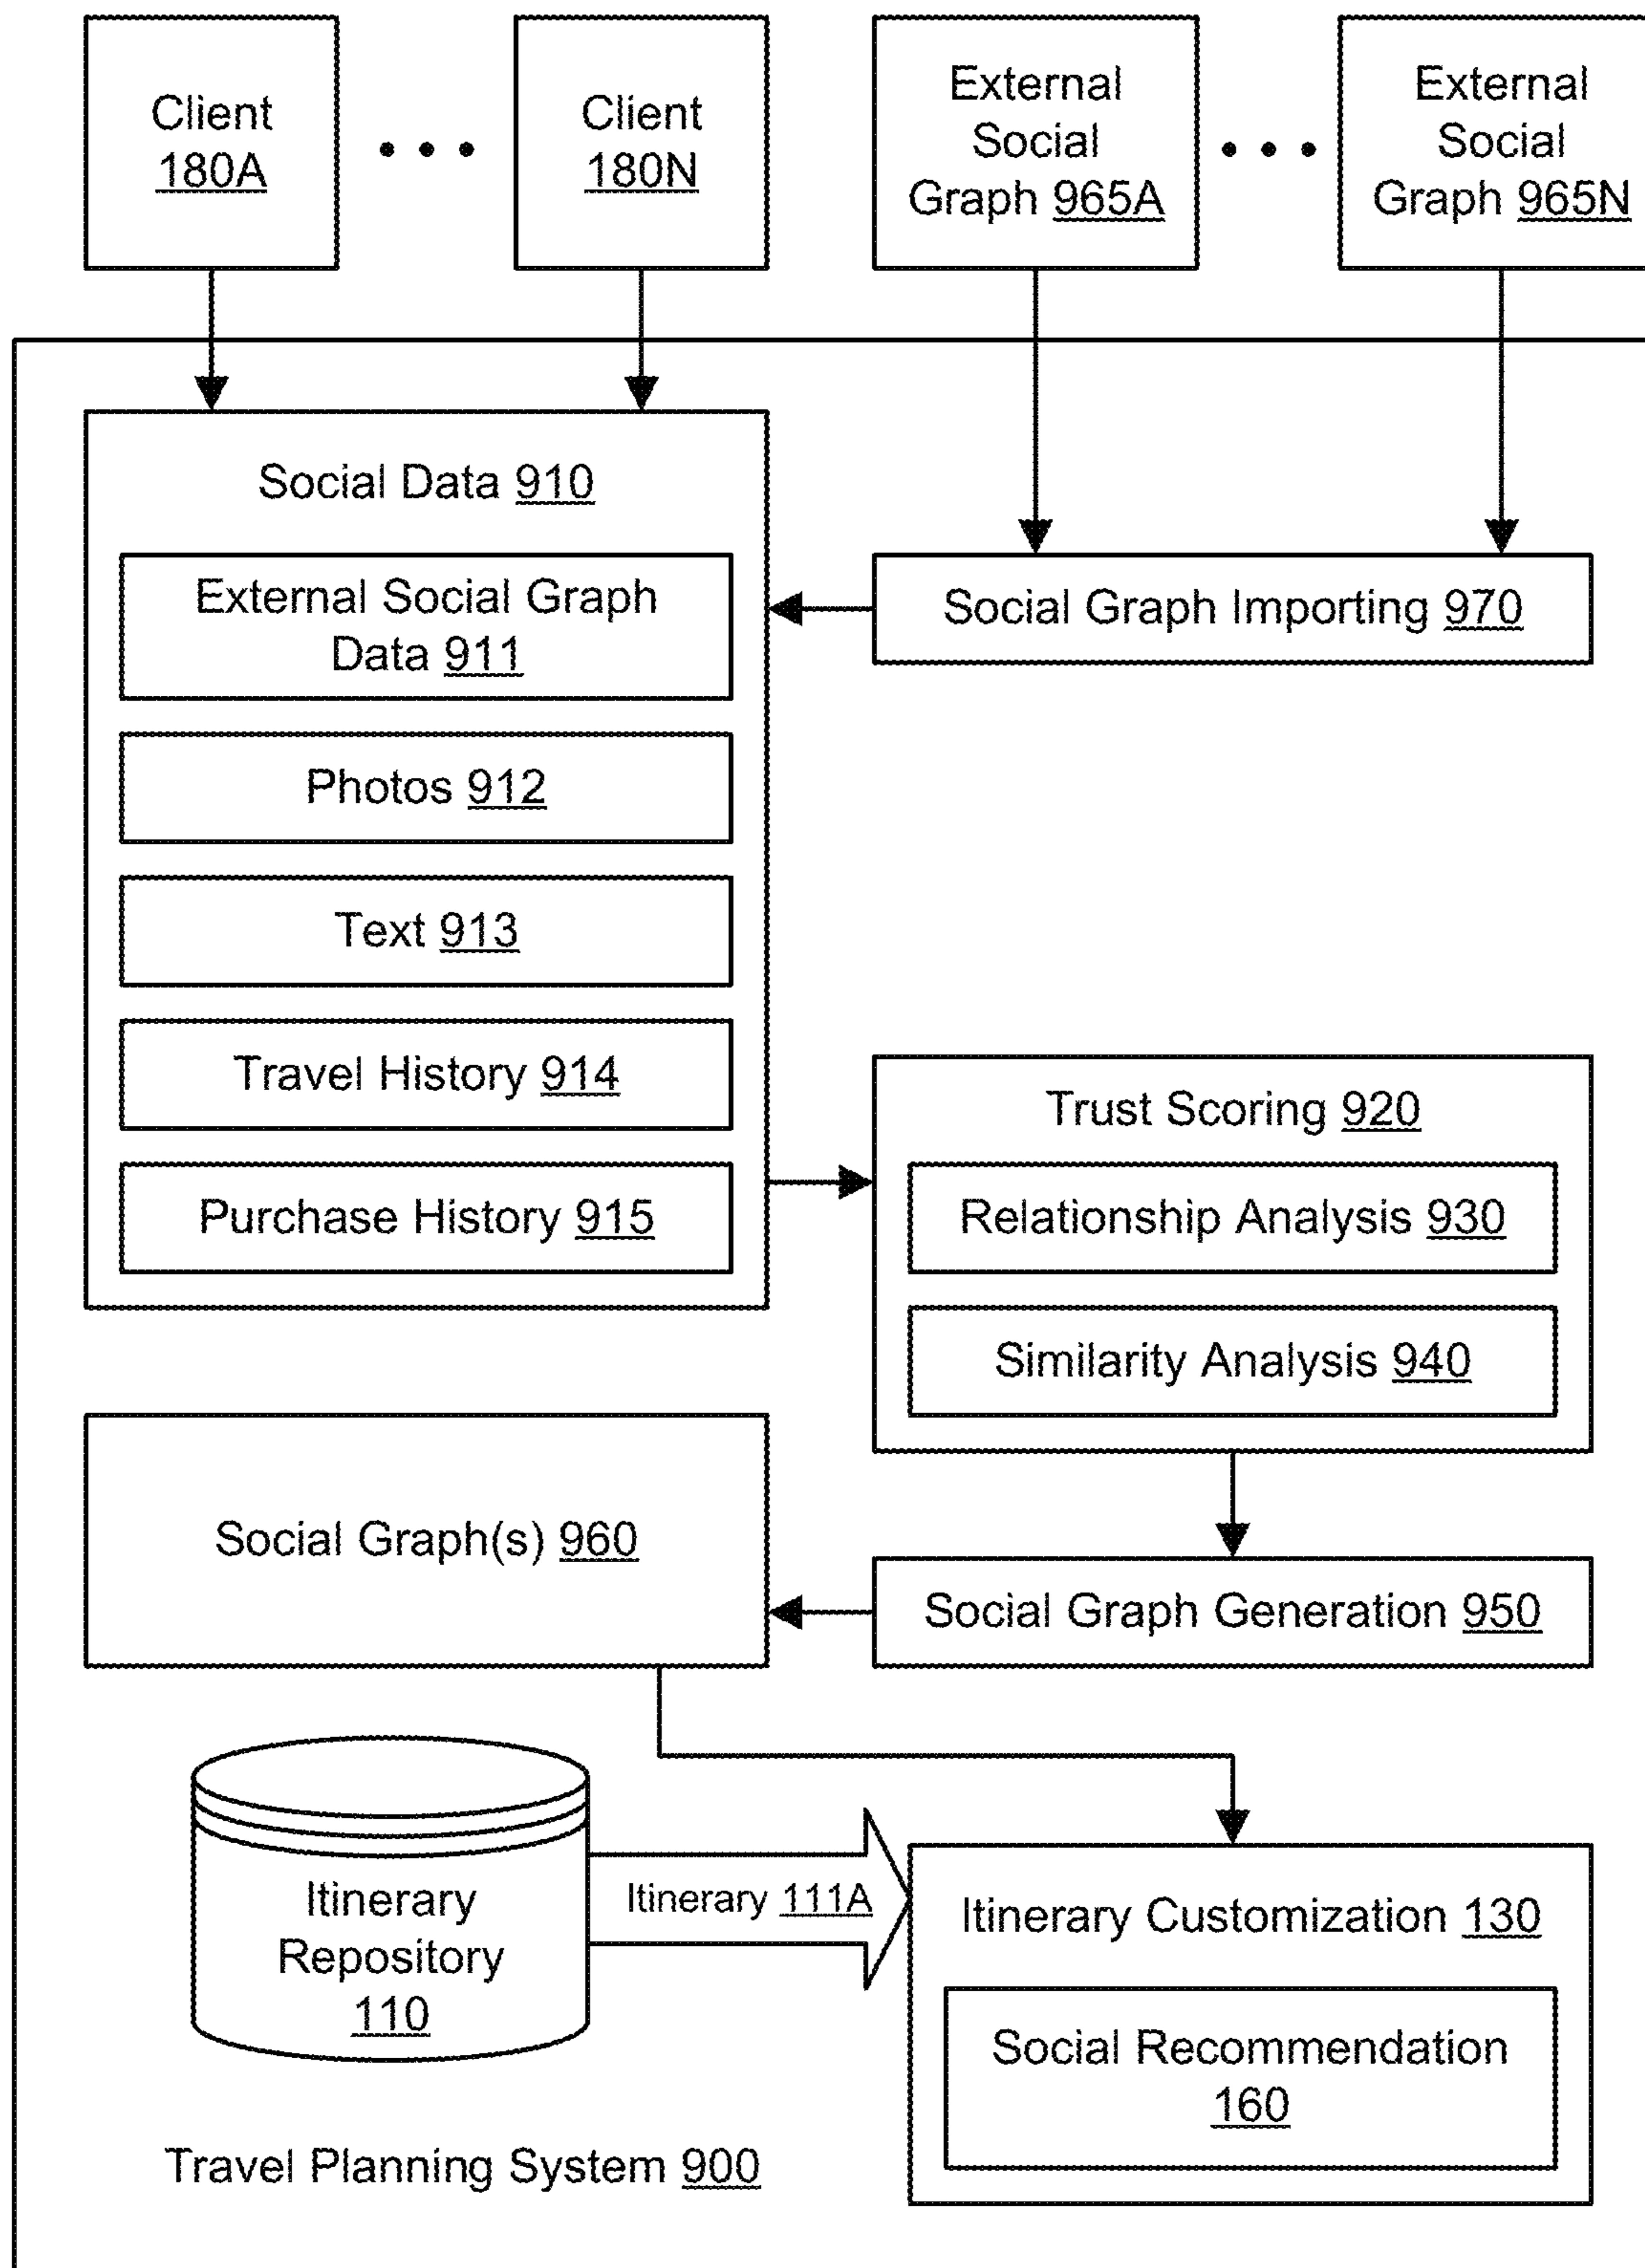 Client
180A
• • •
Client
180N
External
Social
Graph 965A
• • •
External
Social
Graph 965N
Social Data 910
External Social Graph
Data 911
Photos 912
Text 913
Travel History 914
Purchase History 915
Social Graph Importing 970
Trust Scoring 920
Relationship Analysis 930
Similarity Analysis 940
Social Graph Generation 950
Social Graph(s) 960
Itinerary
Repository
110
Itinerary 111A
Itinerary Customization 130
Social Recommendation
160
Travel Planning System 900